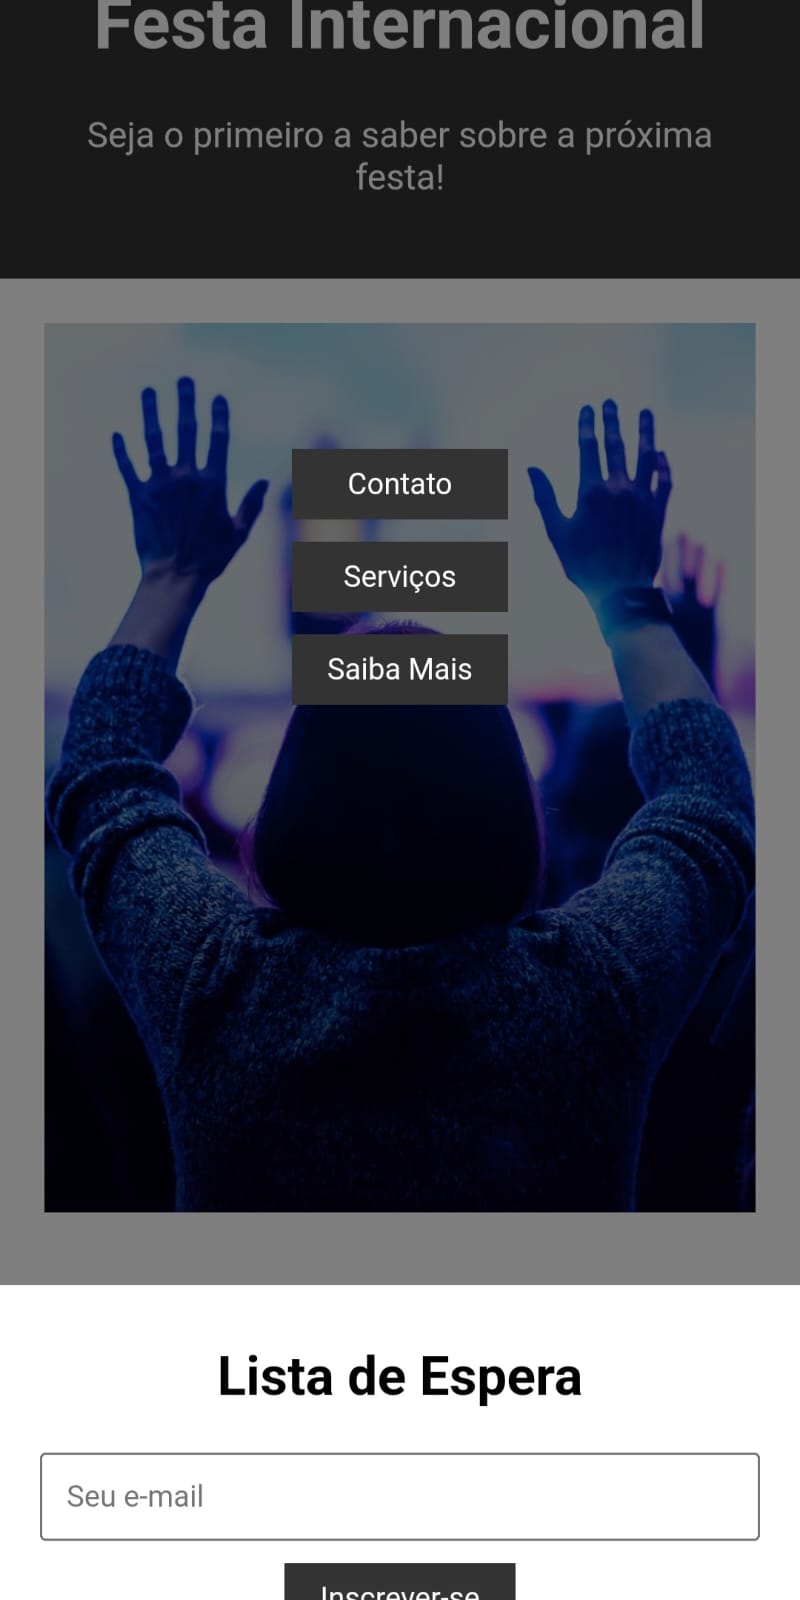 Festa Internacional
Seja o primeiro a saber sobre a próxima
festa!
Contato
Serviços
Saiba Mais
Lista de Espera
Seu e-mail
Inscrever-se